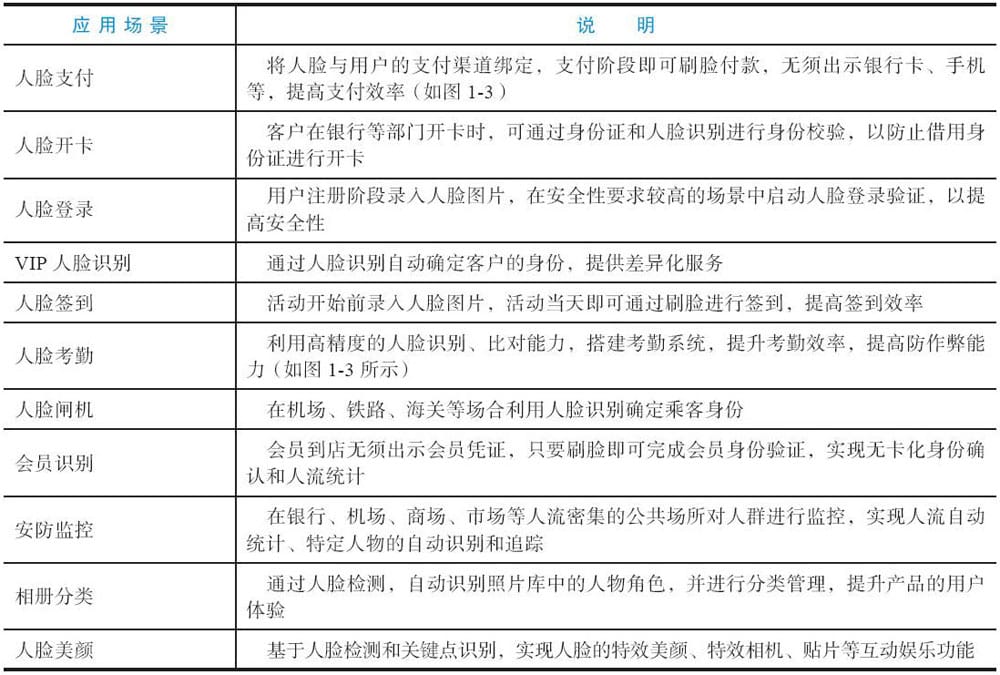 应用场景 说 明
人脸支付 将人脸与用户的支付渠道绑定，支付阶段即可刷脸付款，无须出示银行卡、手机
等，提高支付效率（如图1-3）
人脸开卡 客户在银行等部门开卡时，可通过身份证和人脸识别进行身份校验，以防止借用身
份证进行开卡
人脸登录 用户注册阶段录入人脸图片，在安全性要求较高的场景中启动人脸登录验证，以提
高安全性
VIP 人脸识别 通过人脸识别自动确定客户的身份，提供差异化服务
人脸签到 活动开始前录入人脸图片，活动当天即可通过刷脸进行签到，提高签到效率
人脸考勤 利用高精度的人脸识别、比对能力，搭建考勤系统，提升考勤效率，提高防作弊能
力（如图1-3 所示）
人脸闸机 在机场、铁路、海关等场合利用人脸识别确定乘客身份
会员识别 会员到店无须出示会员凭证，只要刷脸即可完成会员身份验证，实现无卡化身份确
认和人流统计
安防监控 在银行、机场、商场、市场等人流密集的公共场所对人群进行监控，实现人流自动
统计、特定人物的自动识别和追踪
相册分类 通过人脸检测，自动识别照片库中的人物角色，并进行分类管理，提升产品的用户
体验
人脸美颜 基于人脸检测和关键点识别，实现人脸的特效美颜、特效相机、贴片等互动娱乐功能